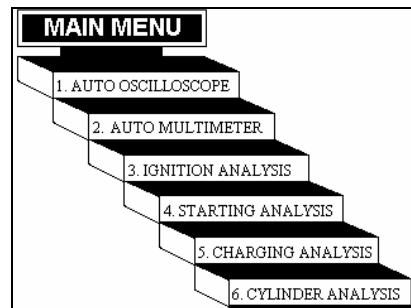 MAIN MENU
1. AUTO OSCILLOSCOPE
2. AUTO MULTIMETER
3. IGNITION ANALYSIS
4. STARTING ANALYSIS
5. CHARGING ANALYSIS
6. CYLINDER ANALYSIS